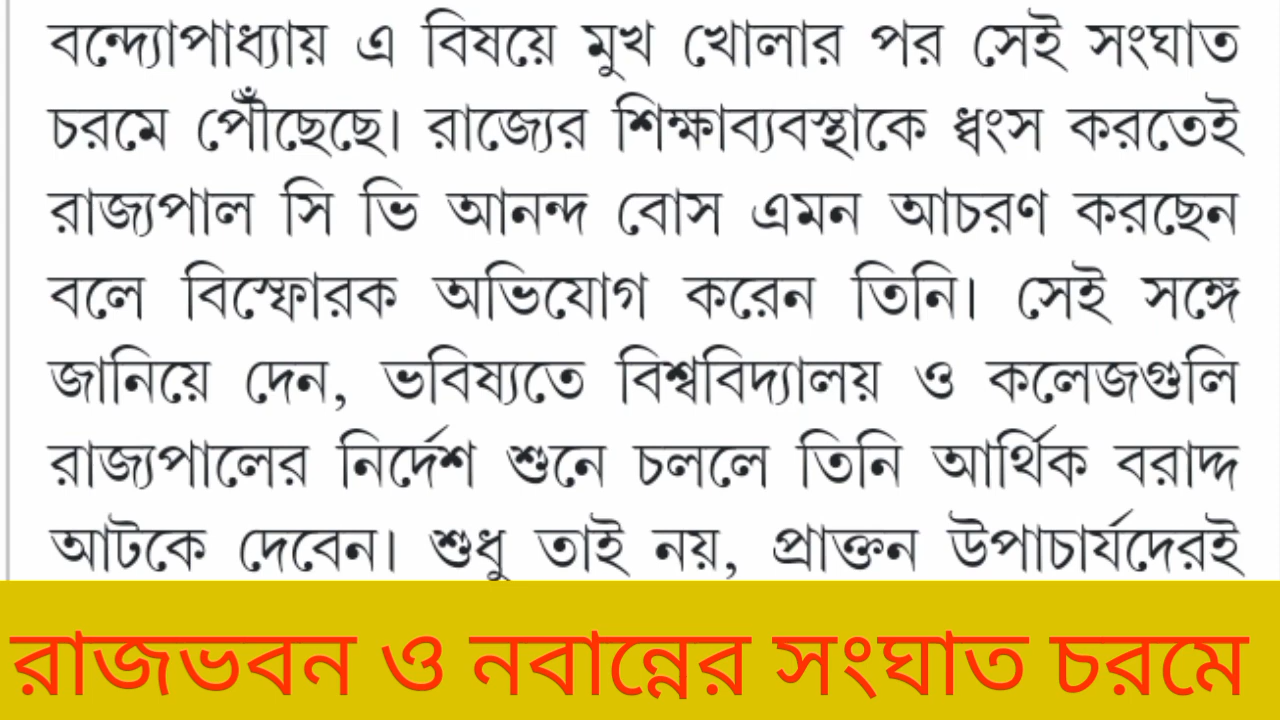 বন্দ্যোপাধ্যায় এ বিষয়ে মুখ খোলার পর সেই সংঘাত
চরমে পৌঁছেছে। রাজ্যের শিক্ষাব্যবস্থাকে ধ্বংস করতেই
রাজ্যপাল সি ভি আনন্দ বোস এমন আচরণ করছেন
বলে বিস্ফোরক অভিযোগ করেন তিনি। সেই সঙ্গে
জানিয়ে দেন, ভবিষ্যতে বিশ্ববিদ্যালয় ও কলেজগুলি
রাজ্যপালের নির্দেশ শুনে চললে তিনি আর্থিক বরাদ্দ
আটকে দেবেন। শুধু তাই নয়, প্রাক্তন উপাচার্যদেরই
রাজভবন ও নবান্নের সংঘাত চরমে